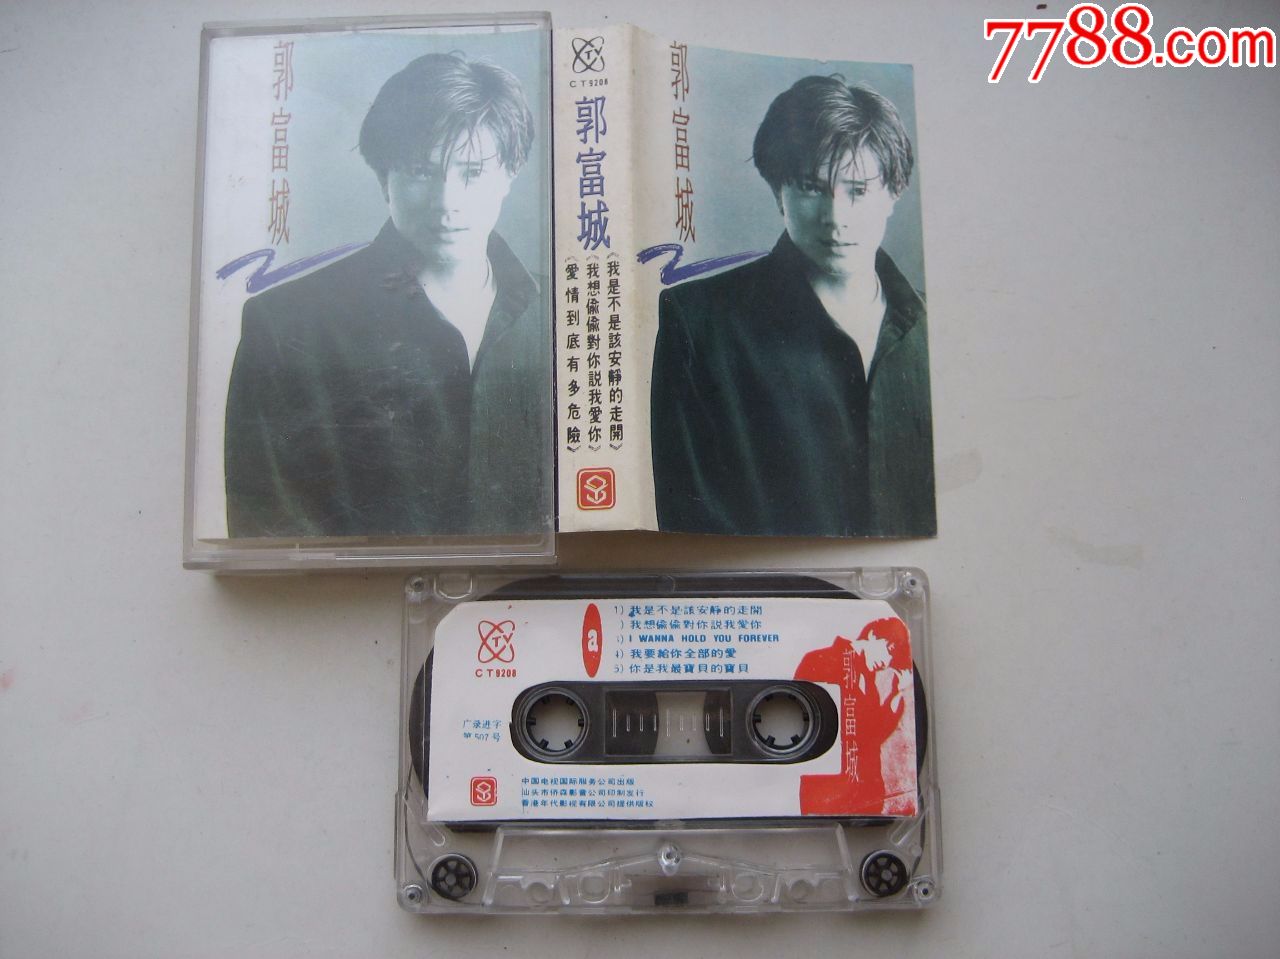 7788.com
郭富城
TV
CT9208
郭富城
《我是不是該安靜的走開》
《我想偷偷對你説我愛你》
《愛情到底有多危險》
郭富城
TV
CT9208
a
1) 我是不是該安靜的走開
) 我想偷偷對你説我愛你
3) I WANNA HOLD YOU FOREVER
4) 我要給你全部的愛
5) 你是我最寶貝的寶貝
郭富城
广录进字
第507号
中国电视国际服务公司出版
汕头市侨森影音公司印制发行
香港年代影视有限公司提供版权